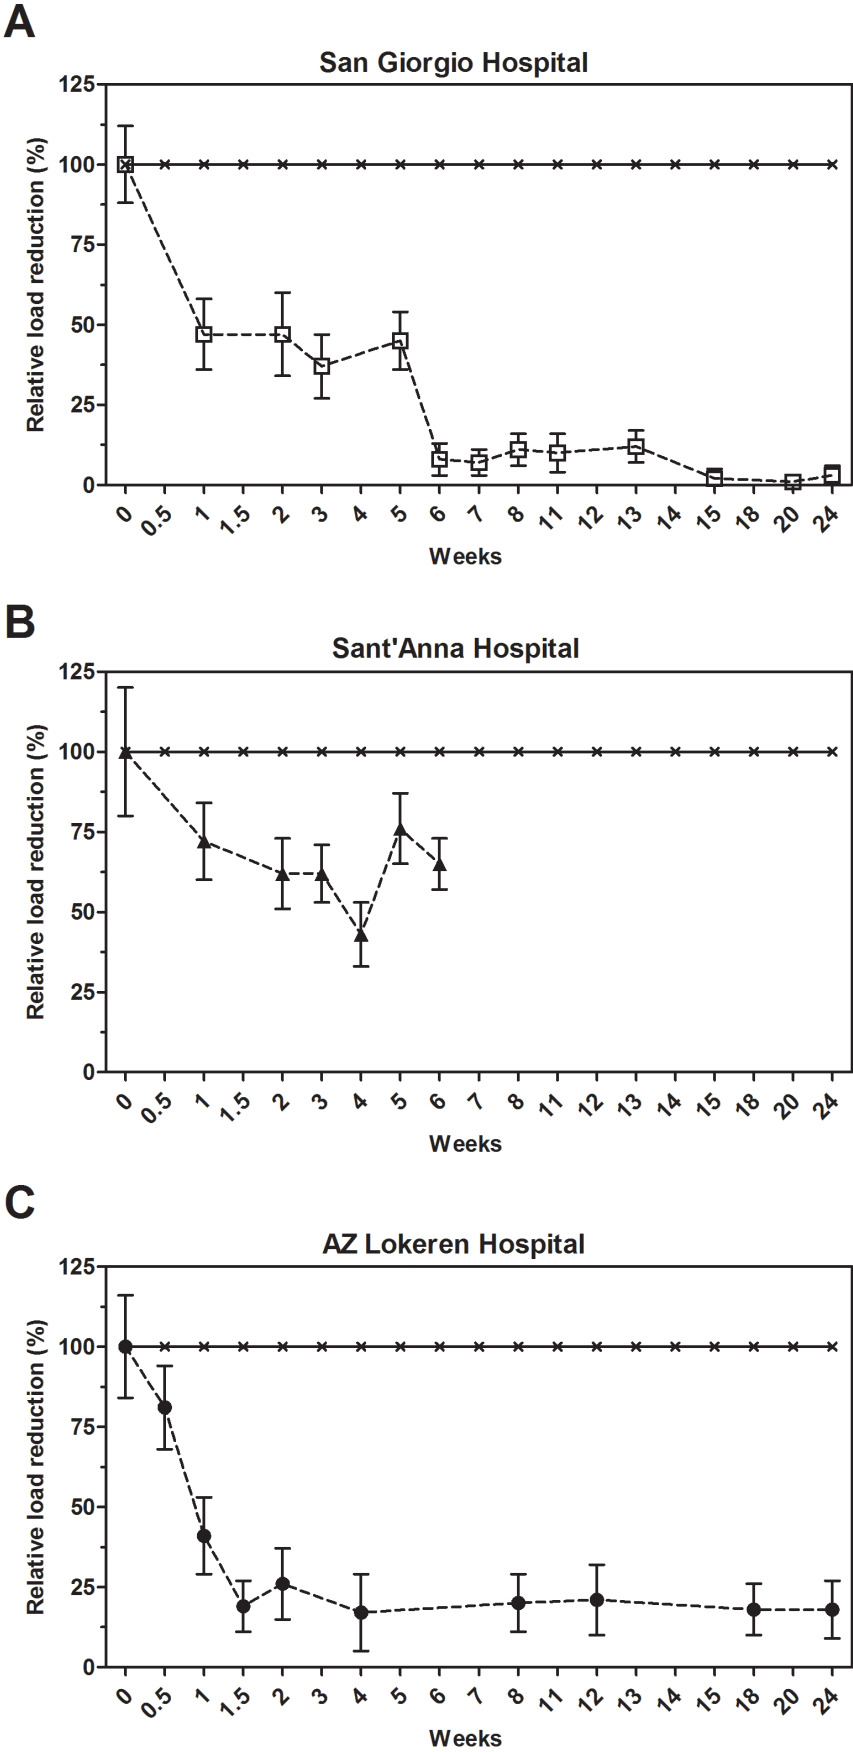 A
San Giorgio Hospital
Relative load reduction (%)
125
100
75
50
25
0
0 0.5 1 1.5 2 3 4 5 6 7 8 11 12 13 14 15 18 20 24
Weeks
B
Sant'Anna Hospital
Relative load reduction (%)
125
100
75
50
25
0
0 0.5 1 1.5 2 3 4 5 6 7 8 11 12 13 14 15 18 20 24
Weeks
C
AZ Lokeren Hospital
Relative load reduction (%)
125
100
75
50
25
0
0 0.5 1 1.5 2 3 4 5 6 7 8 11 12 13 14 15 18 20 24
Weeks